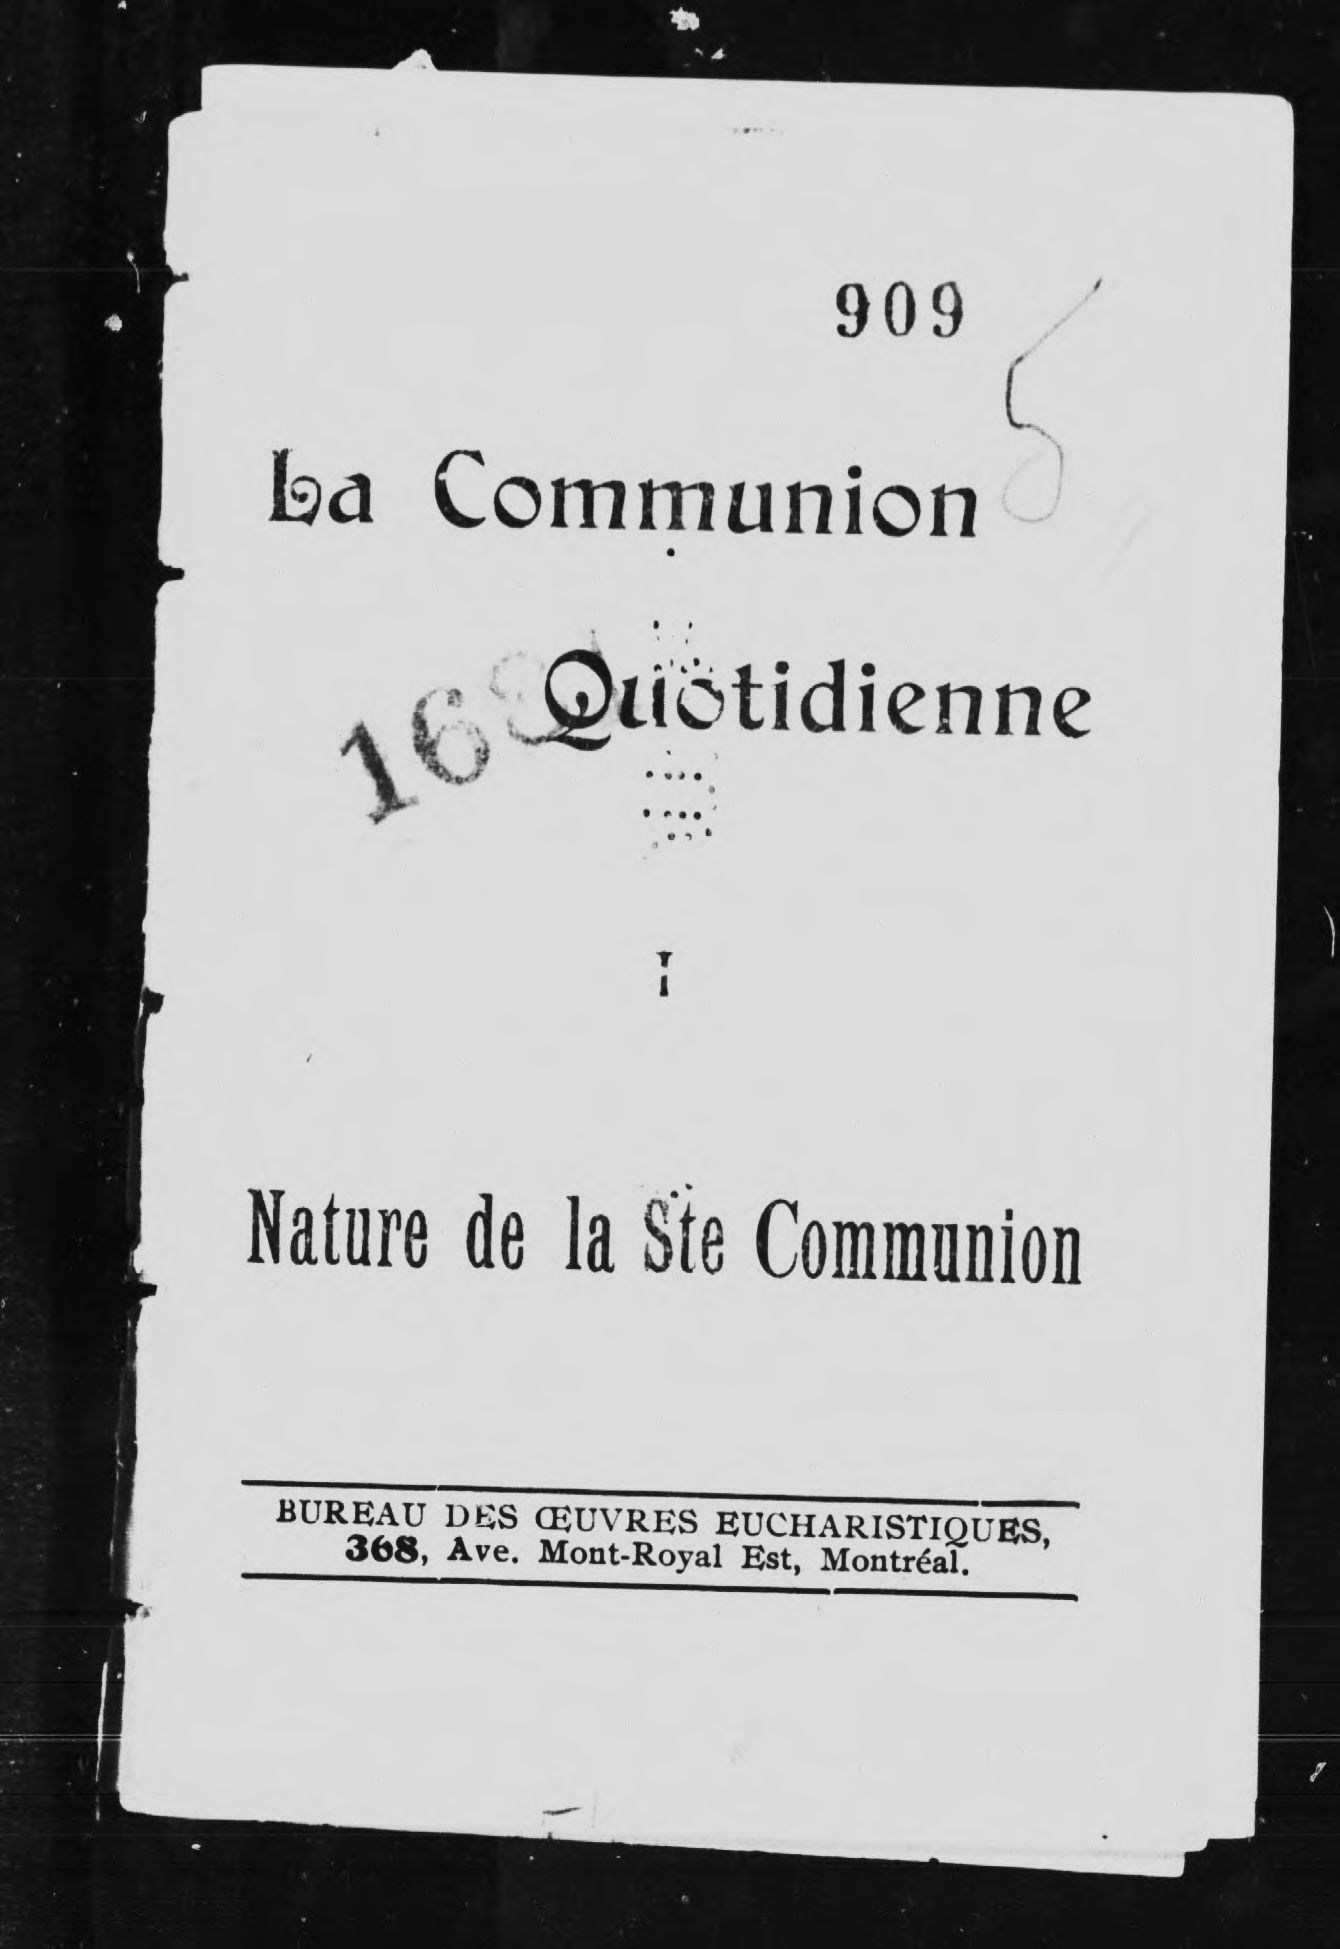 909
5
La Communion
Quotidienne
I
Nature de la Ste Communion
BUREAU DES ŒUVRES EUCHARISTIQUES,
368, Ave. Mont-Royal Est, Montréal.